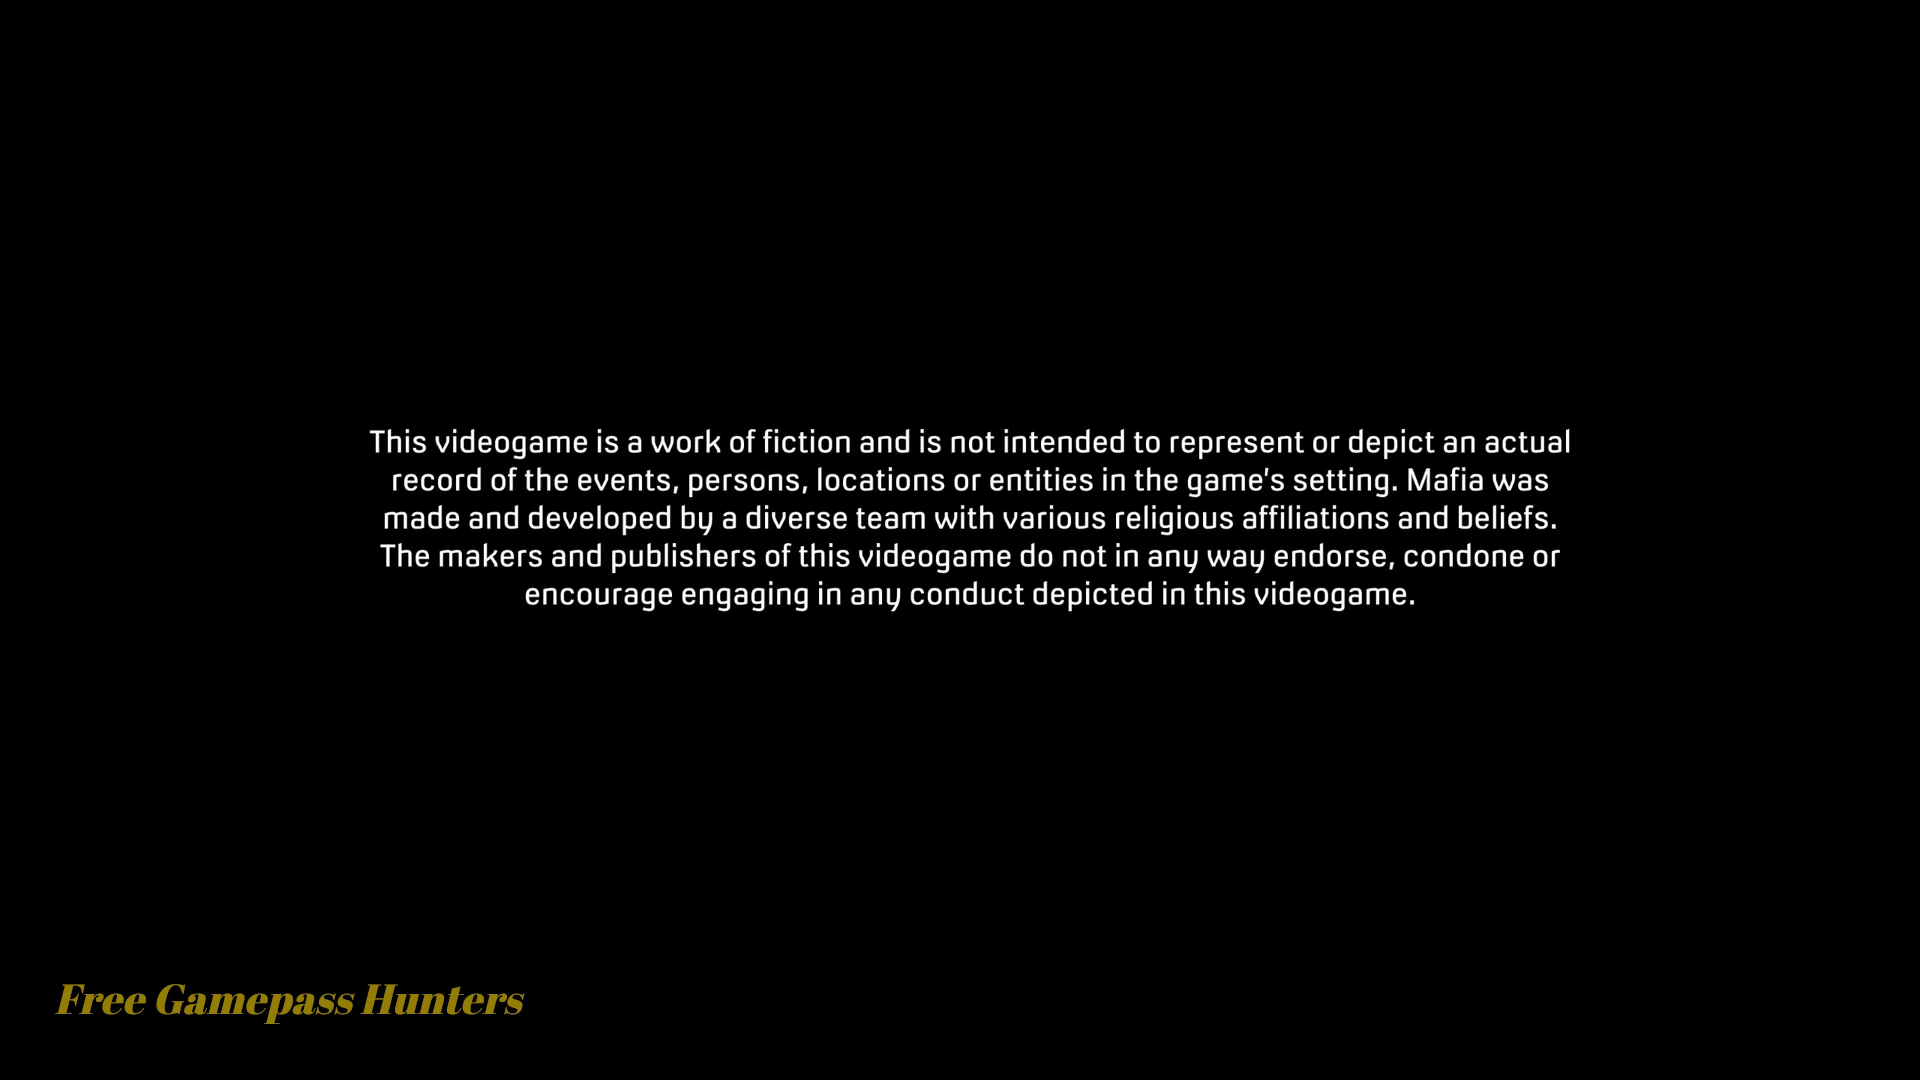 This videogame is a work of fiction and is not intended to represent or depict an actual
record of the events, persons, locations or entities in the game's setting. Mafia was
made and developed by a diverse team with various religious affiliations and beliefs.
The makers and publishers of this videogame do not in any way endorse, condone or
encourage engaging in any conduct depicted in this videogame.
Free Gamepass Hunters